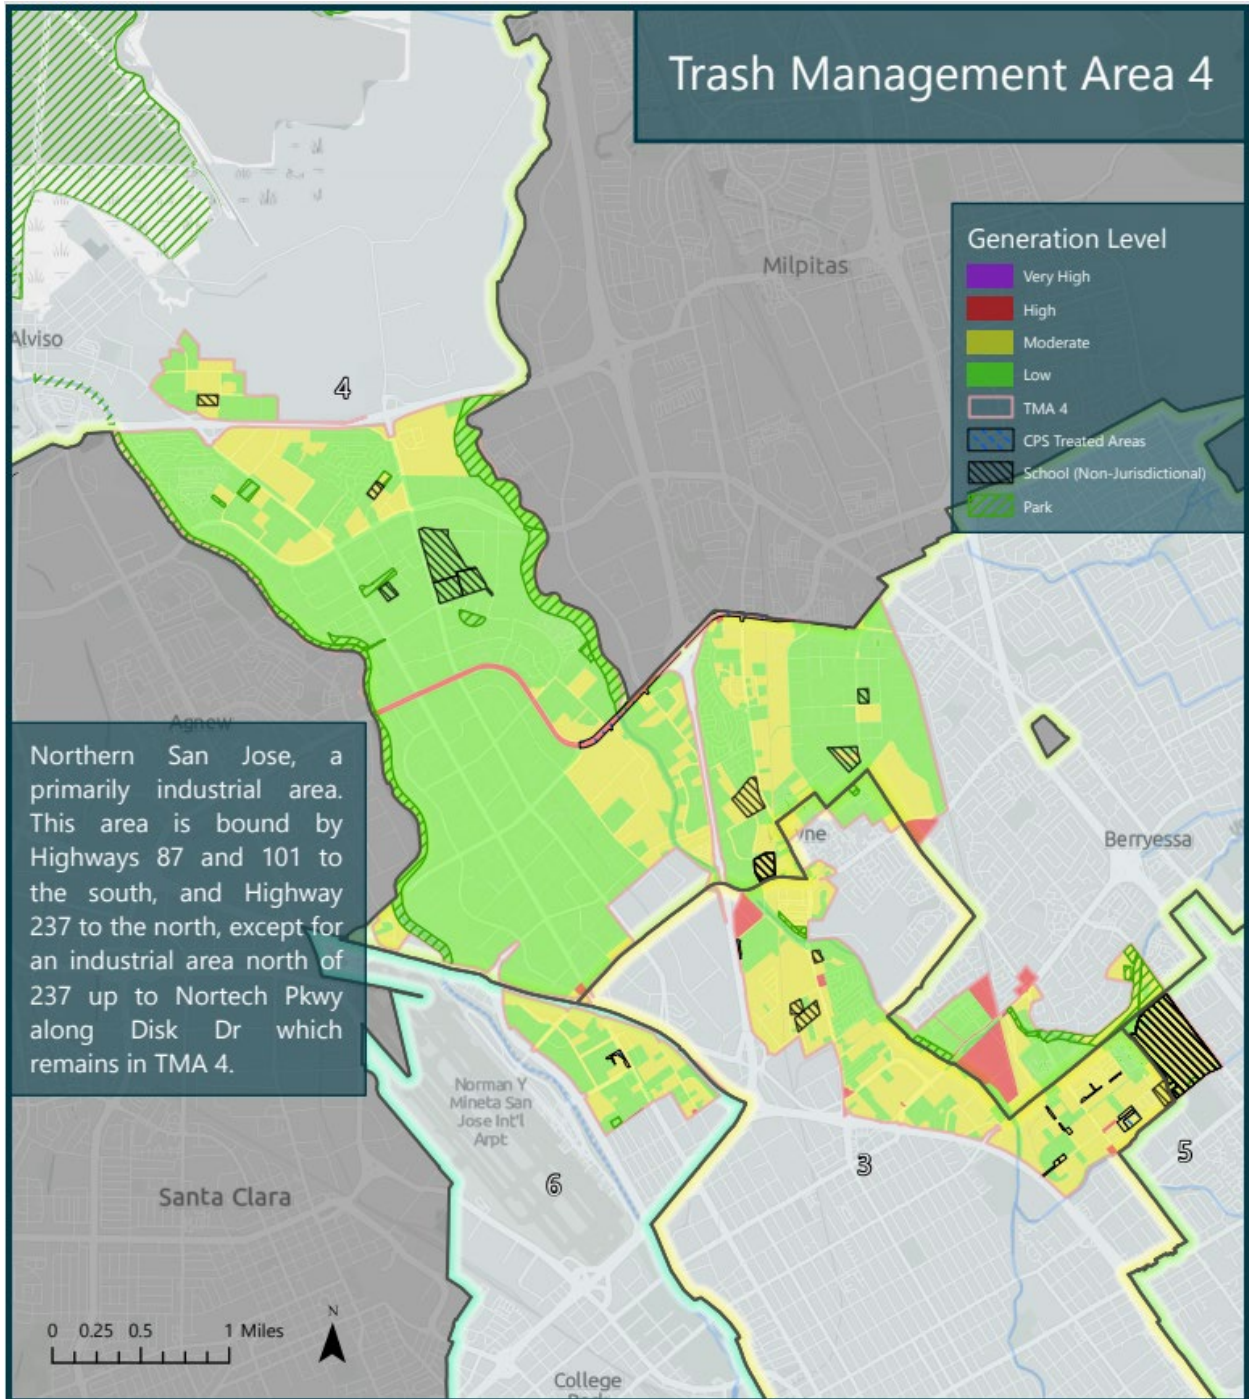 Trash Management Area 4
Generation Level
Very High
High
Moderate
Low
TMA 4
CPS Treated Areas
School (Non-Jurisdictional)
Park
Milpitas
Alviso
4
Agnew
Northern San Jose, a
primarily industrial area.
This area is bound by
Highways 87 and 101 to
the south, and Highway
237 to the north, except for
an industrial area north of
237 up to Nortech Pkwy
along Disk Dr which
remains in TMA 4.
yne
Berryessa
Norman Y
Mineta San
Jose Int'l
Arpt
6
3
5
Santa Clara
0 0.25 0.5 1 Miles
N
College
Park